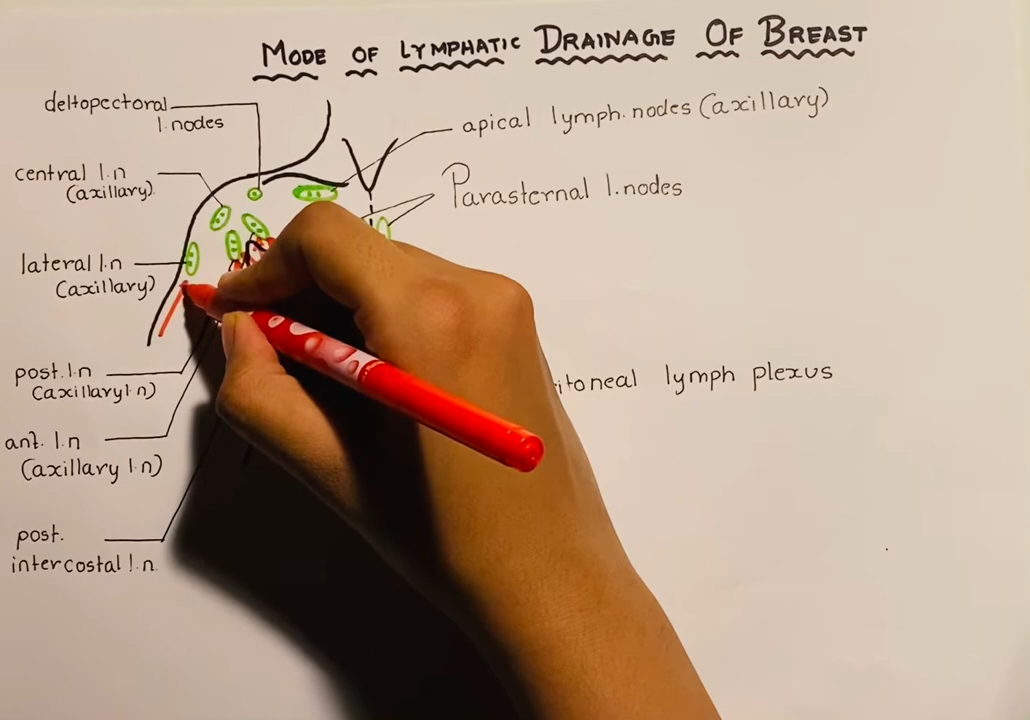 MODE OF LYMPHATIC DRAINAGE OF BREAST
deltopectoral
l.nodes
apical lymph.nodes (axillary)
central l.n
(axillary)
Parasternal l.nodes
lateral l.n
(axillary)
post. l.n
(axillary l.n)
lymph plexus
ant. l.n
(axillary l.n)
post.
intercostal l.n.